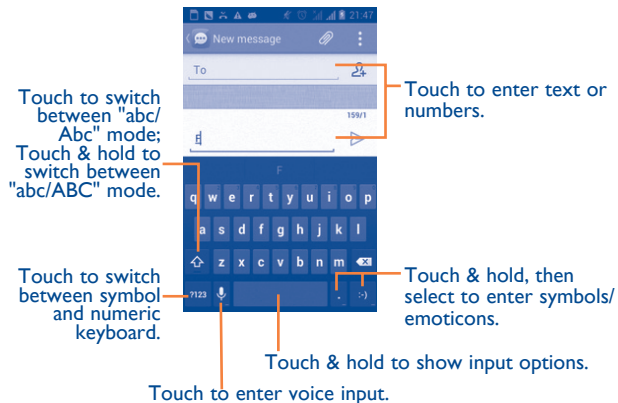 21:47
New message
To
Touch to enter text or
numbers.
159/1
Touch to switch
between "abc/
Abc" mode;
Touch & hold to
switch between
"abc/ABC" mode.
F
q w e r t y u i o p
a s d f g h j k l
z x c v b n m
?123 . :-)
Touch to switch
between symbol
and numeric
keyboard.
Touch & hold, then
select to enter symbols/
emoticons.
Touch & hold to show input options.
Touch to enter voice input.